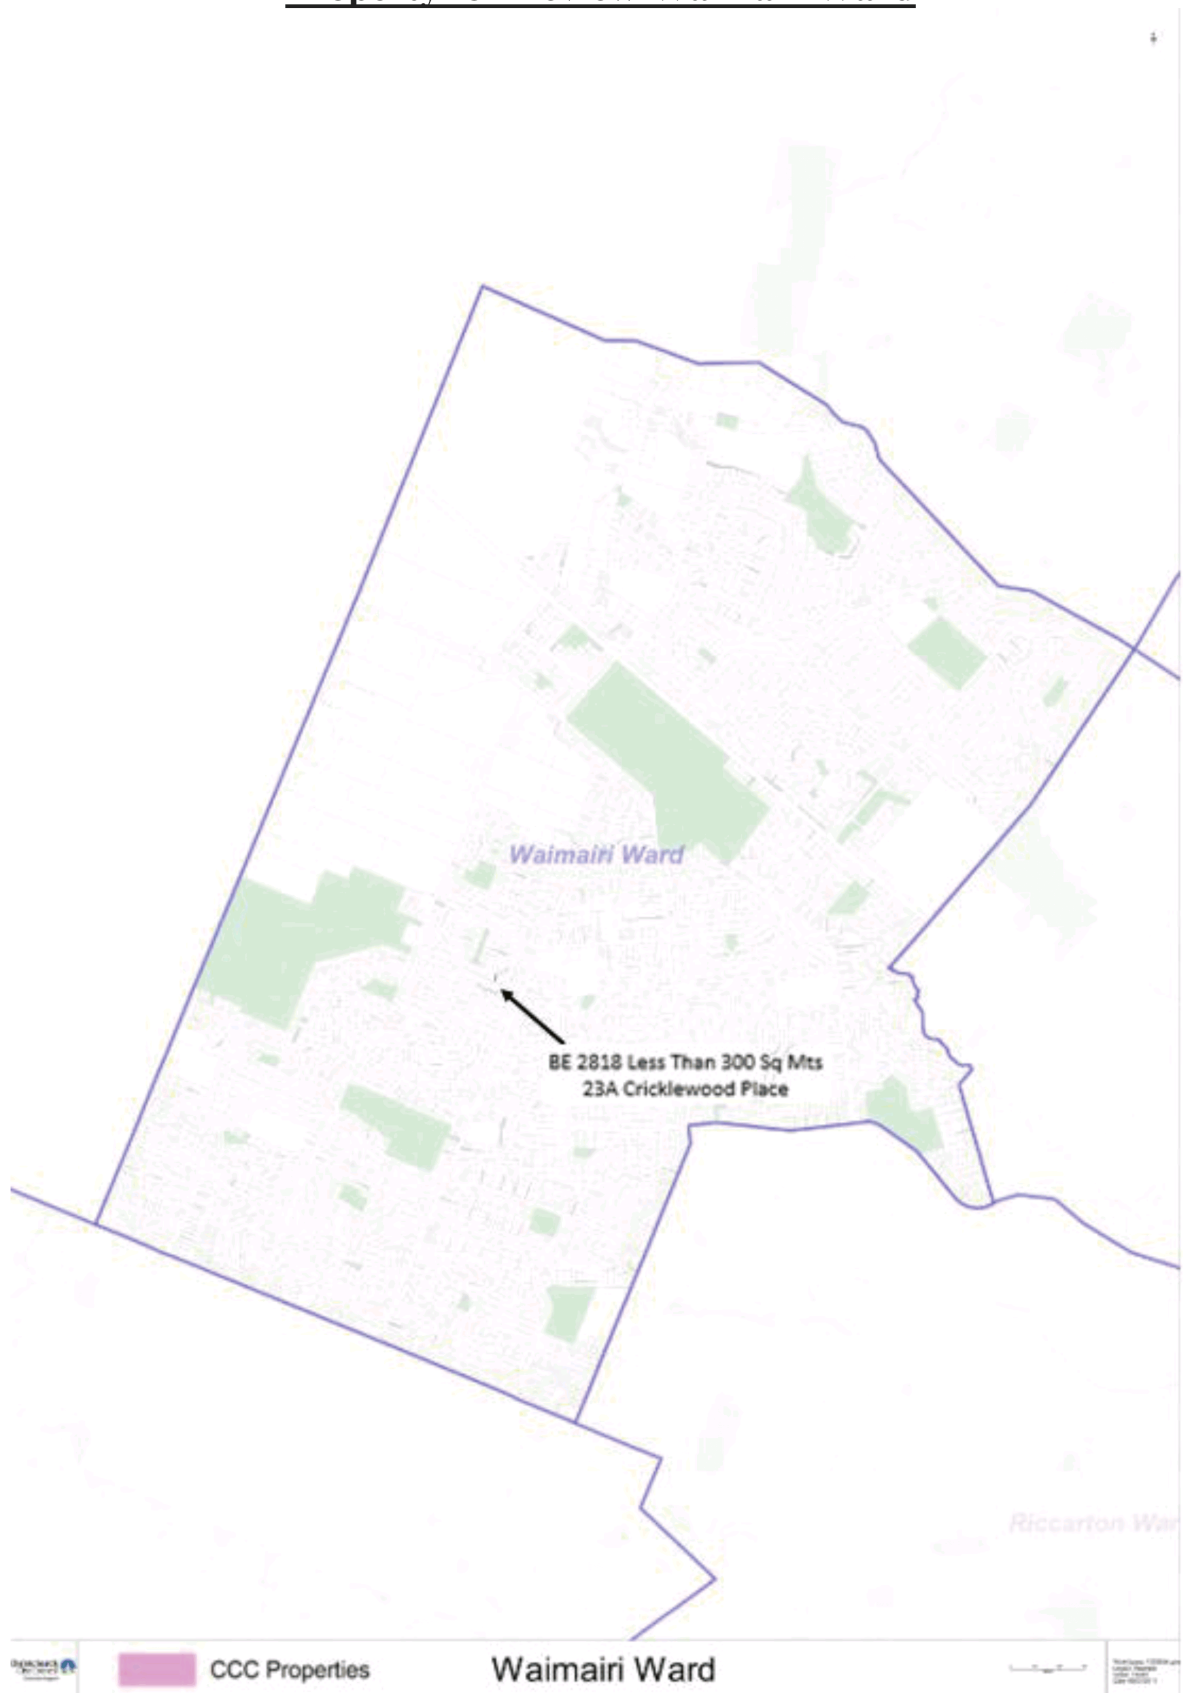 Waimairi Ward
BE 2818 Less Than 300 Sq Mts
23A Cricklewood Place
Riccarton War
CCC Properties
Waimairi Ward